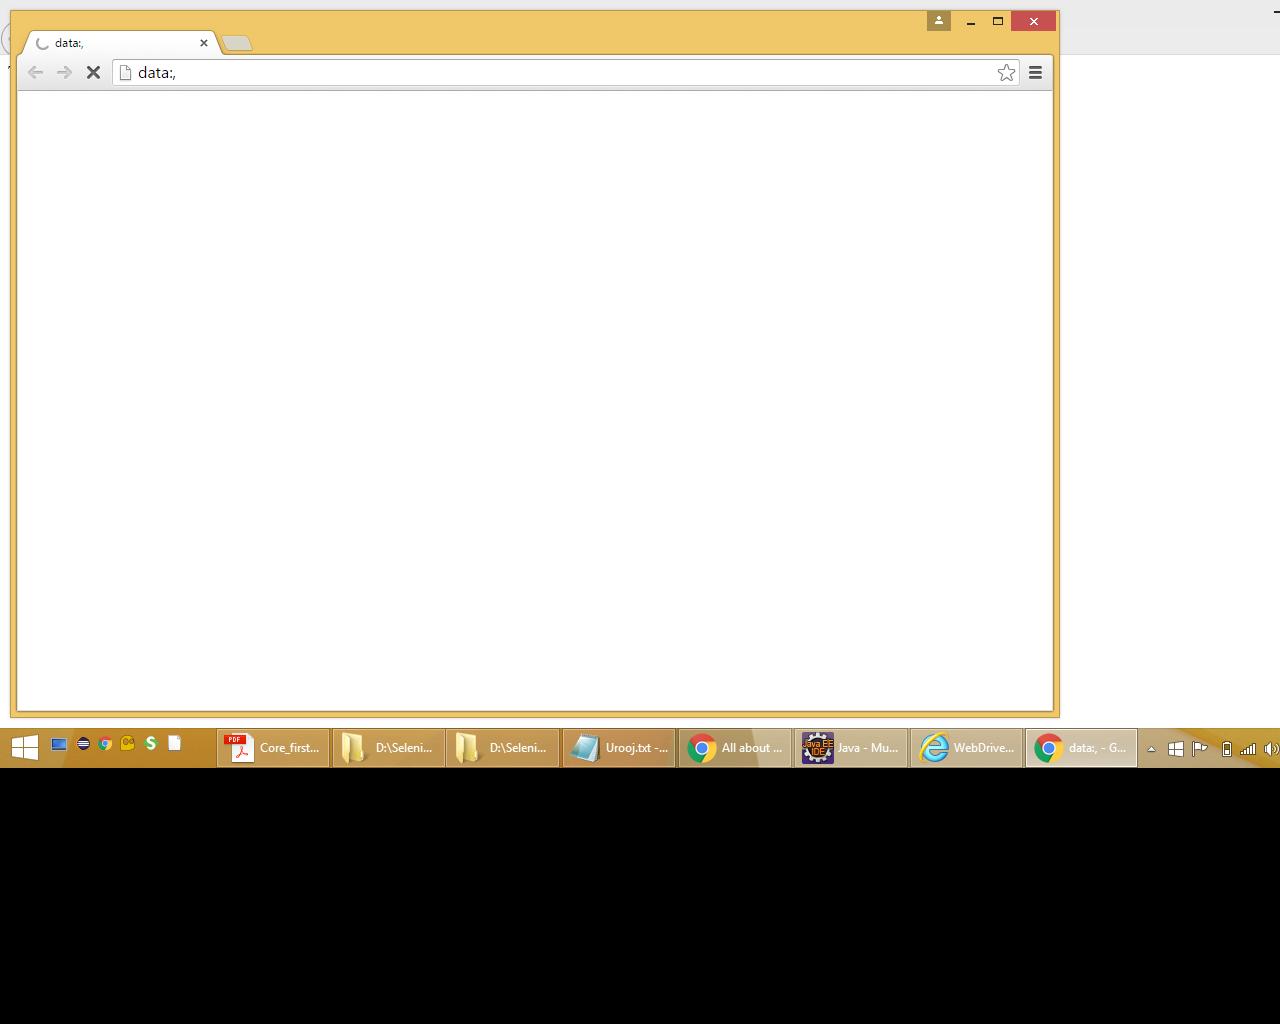 data:,
data:,
PDF
Core_first...
D:\Seleni...
D:\Seleni...
Urooj.txt -...
All about ...
Java EE
IDE
Java - Mu...
WebDrive...
data:, - G...